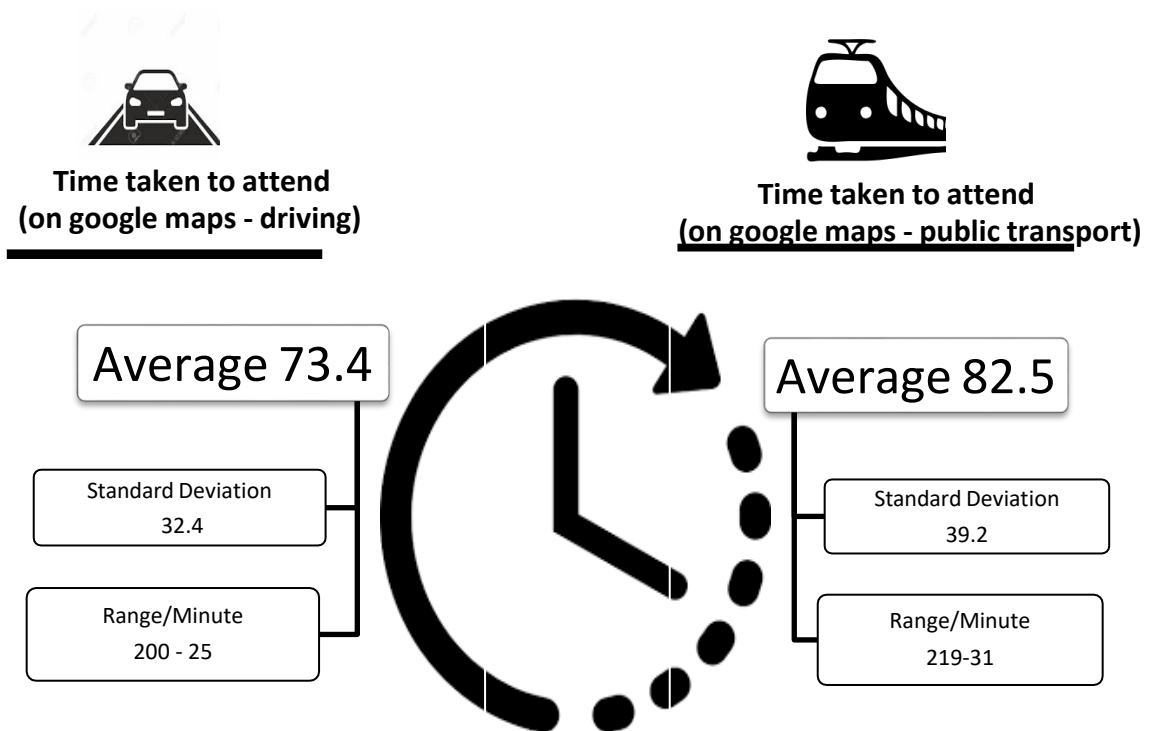 Time taken to attend
(on google maps - driving)
Average 73.4
Standard Deviation
32.4
Range/Minute
200 - 25
Time taken to attend
(on google maps - public transport)
Average 82.5
Standard Deviation
39.2
Range/Minute
219-31